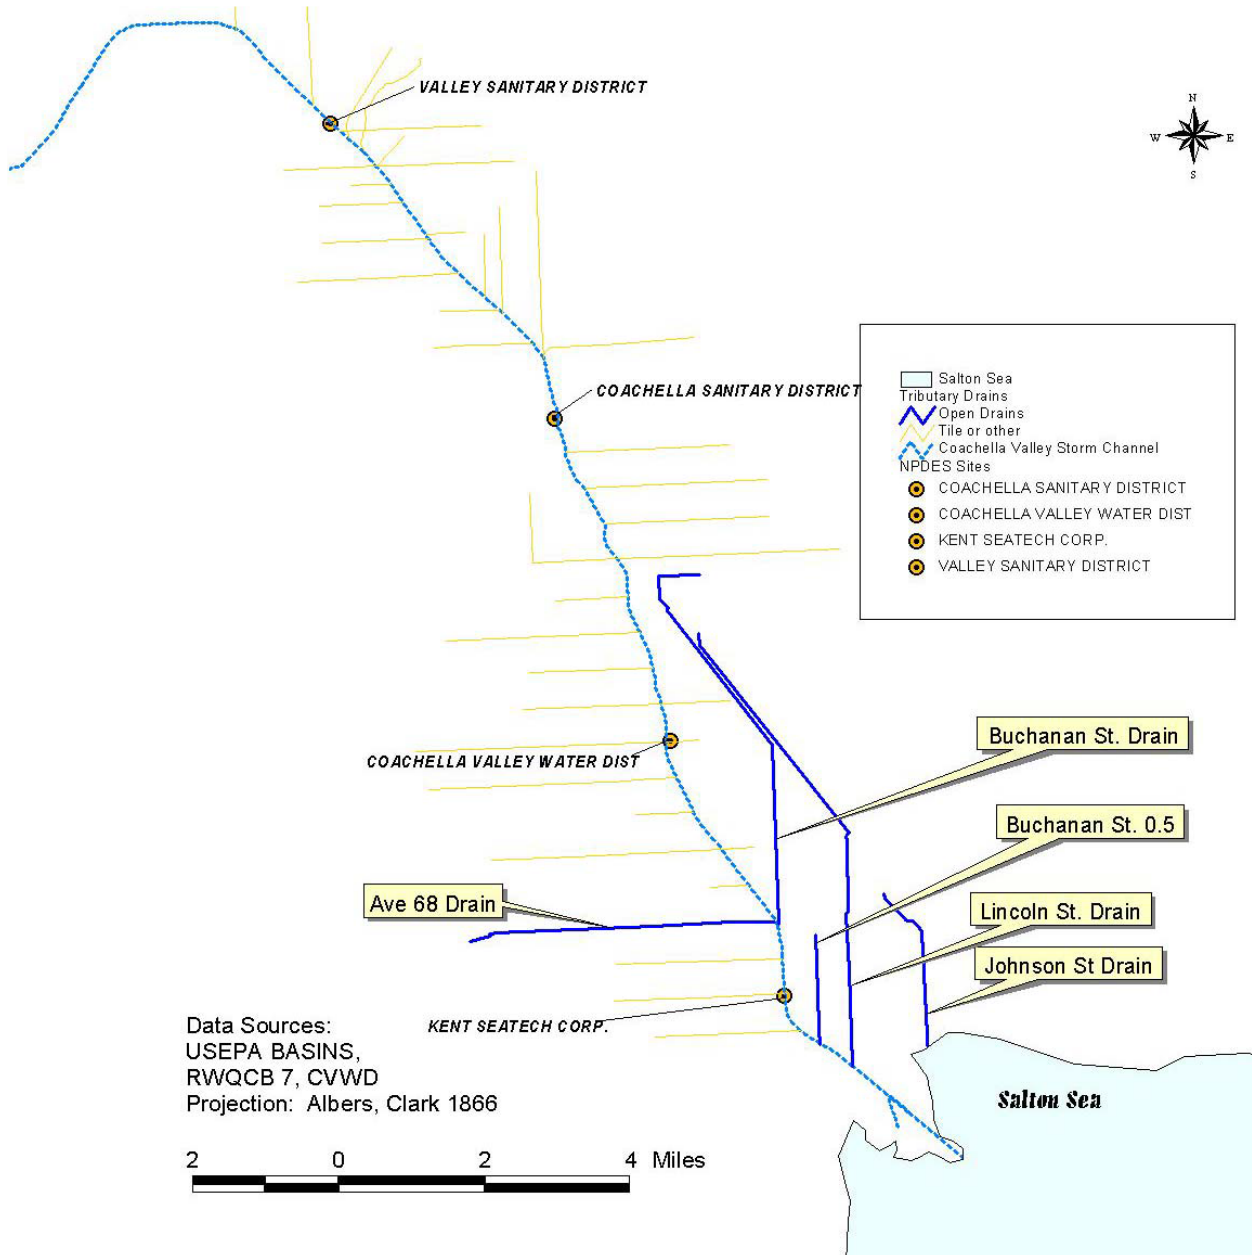 VALLEY SANITARY DISTRICT
N
W E
S
COACHELLA SANITARY DISTRICT
Salton Sea
Tributary Drains
Open Drains
Tile or other
Coachella Valley Storm Channel
NPDES Sites
COACHELLA SANITARY DISTRICT
COACHELLA VALLEY WATER DIST
KENT SEATECH CORP.
VALLEY SANITARY DISTRICT
Buchanan St. Drain
COACHELLA VALLEY WATER DIST
Buchanan St. 0.5
Ave 68 Drain
Lincoln St. Drain
Johnson St Drain
KENT SEATECH CORP.
Data Sources:
USEPA BASINS,
RWQCB 7, CVWD
Projection: Albers, Clark 1866
Salton Sea
2 0 2 4 Miles